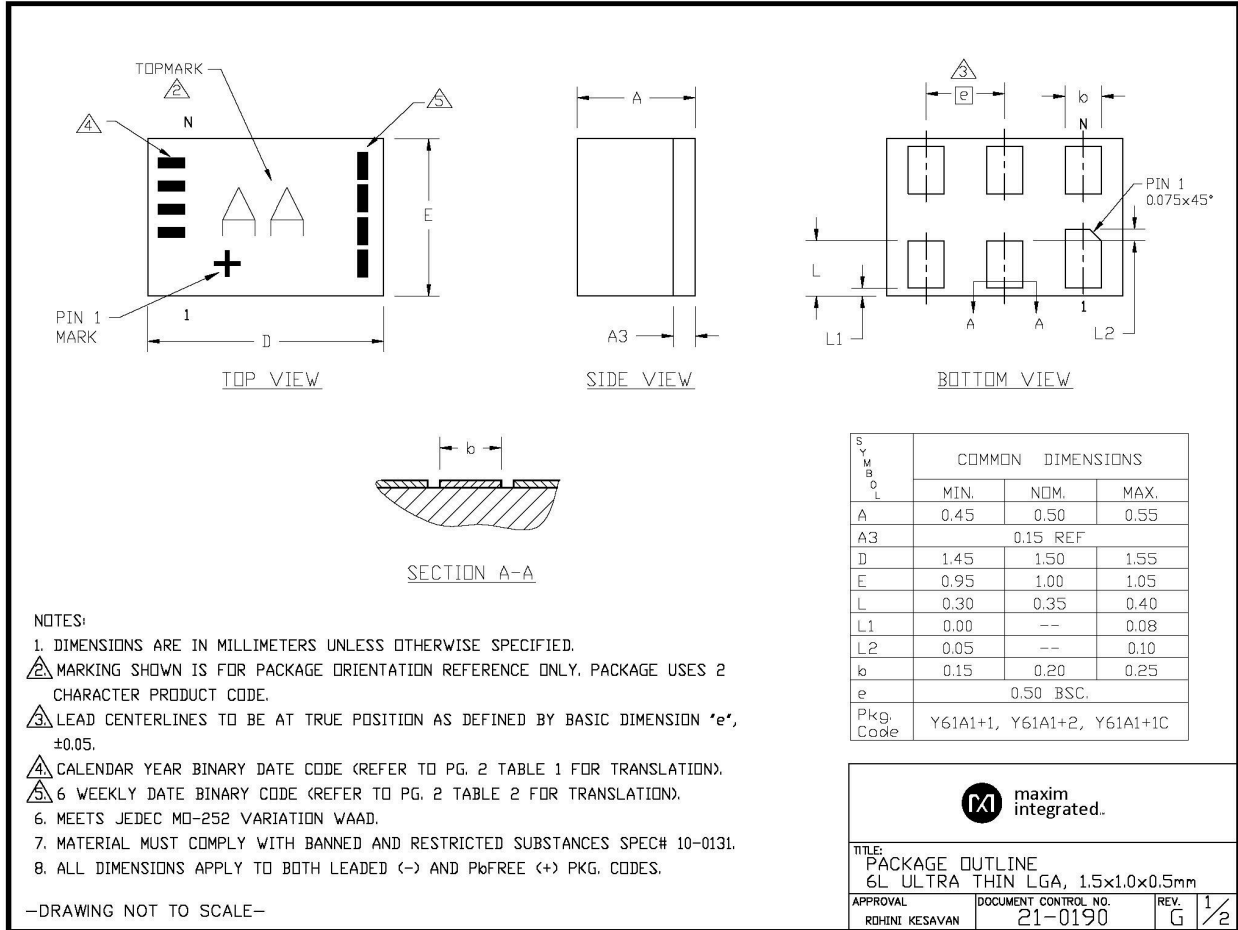 TOPMARK
2
N
4
5
E
PIN 1
MARK
1
D
TOP VIEW
A
A3
SIDE VIEW
3
e
b
N
PIN 1
0.075x45°
L
L1
A
A
1
L2
BOTTOM VIEW
b
SECTION A-A
SYMBOL
COMMON DIMENSIONS
MIN. NOM. MAX.
A 0.45 0.50 0.55
A3 0.15 REF
D 1.45 1.50 1.55
E 0.95 1.00 1.05
L 0.30 0.35 0.40
L1 0.00 -- 0.08
L2 0.05 -- 0.10
b 0.15 0.20 0.25
e 0.50 BSC.
Pkg. Code Y61A1+1, Y61A1+2, Y61A1+1C
NOTES:
1. DIMENSIONS ARE IN MILLIMETERS UNLESS OTHERWISE SPECIFIED.
2. MARKING SHOWN IS FOR PACKAGE ORIENTATION REFERENCE ONLY. PACKAGE USES 2
CHARACTER PRODUCT CODE.
3. LEAD CENTERLINES TO BE AT TRUE POSITION AS DEFINED BY BASIC DIMENSION "e",
±0.05.
4. CALENDAR YEAR BINARY DATE CODE (REFER TO PG. 2 TABLE 1 FOR TRANSLATION).
5. 6 WEEKLY DATE BINARY CODE (REFER TO PG. 2 TABLE 2 FOR TRANSLATION).
6. MEETS JEDEC MO-252 VARIATION WAAD.
7. MATERIAL MUST COMPLY WITH BANNED AND RESTRICTED SUBSTANCES SPEC# 10-0131.
8. ALL DIMENSIONS APPLY TO BOTH LEADED (-) AND PbFREE (+) PKG. CODES.
-DRAWING NOT TO SCALE-
maxim
integrated™
TITLE:
PACKAGE OUTLINE
6L ULTRA THIN LGA, 1.5x1.0x0.5mm
APPROVAL
ROHINI KESAVAN
DOCUMENT CONTROL NO.
21-0190
REV.
G
1/2